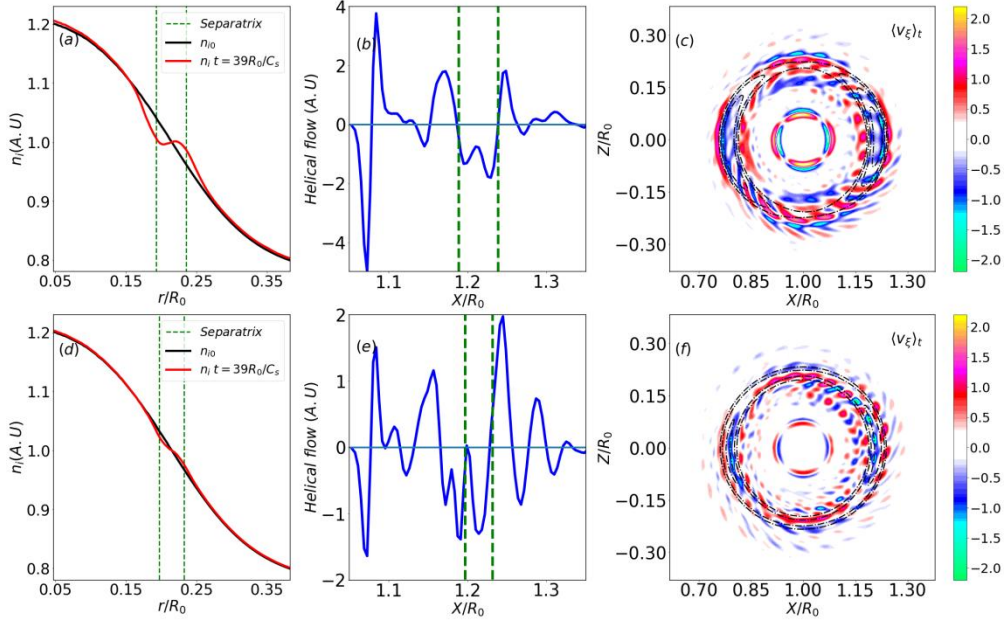 (a)
Separatrix
n_{i0}
n_i t = 39R_0/C_s
n_i(A. U)
1.2
1.1
1.0
0.9
0.8
0.05 0.15 0.25 0.35
r/R_0
(b)
Helical flow (A. U)
4
2
0
−2
−4
1.1 1.2 1.3
X/R_0
(c)
⟨v_ξ⟩_t
Z/R_0
0.30
0.15
0.00
−0.15
−0.30
0.70 0.85 1.00 1.15 1.30
X/R_0
2.0
1.5
1.0
0.5
0.0
−0.5
−1.0
−1.5
−2.0
(d)
Separatrix
n_{i0}
n_i t = 39R_0/C_s
n_i(A. U)
1.2
1.1
1.0
0.9
0.8
0.05 0.15 0.25 0.35
r/R_0
(e)
Helical flow (A. U)
2
1
0
−1
−2
1.1 1.2 1.3
X/R_0
(f)
⟨v_ξ⟩_t
Z/R_0
0.30
0.15
0.00
−0.15
−0.30
0.70 0.85 1.00 1.15 1.30
X/R_0
2.0
1.5
1.0
0.5
0.0
−0.5
−1.0
−1.5
−2.0